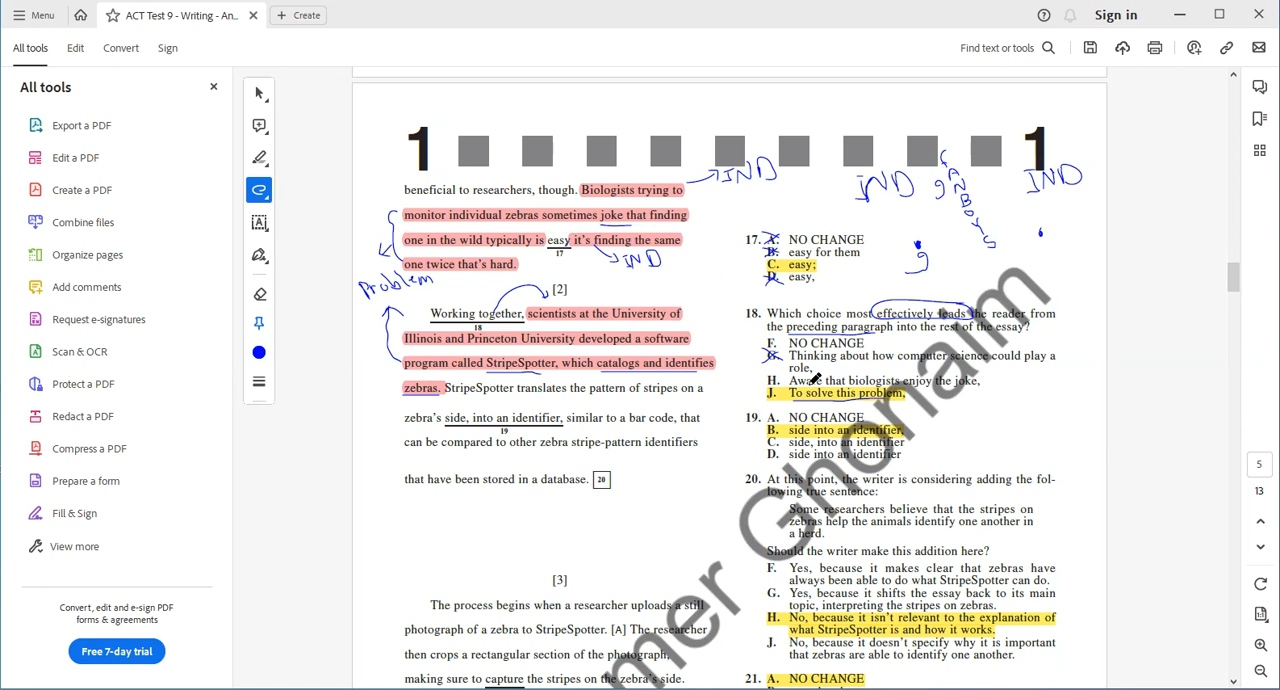 Menu
ACT Test 9 - Writing - An...
Create
Sign in
All tools
Edit
Convert
Sign
Find text or tools
All tools
Export a PDF
Edit a PDF
Create a PDF
Combine files
Organize pages
Add comments
Request e-signatures
Scan & OCR
Protect a PDF
Redact a PDF
Compress a PDF
Prepare a form
Fill & Sign
View more
Convert, edit and e-sign PDF
forms & agreements
Free 7-day trial
1
1
beneficial to researchers, though. Biologists trying to
IND
monitor individual zebras sometimes joke that finding
one in the wild typically is easy it's finding the same
17
IND
one twice that's hard.
Problem
[2]
Working together, scientists at the University of
18
Illinois and Princeton University developed a software
program called StripeSpotter, which catalogs and identifies
zebras. StripeSpotter translates the pattern of stripes on a
zebra's side, into an identifier, similar to a bar code, that
19
can be compared to other zebra stripe-pattern identifiers
that have been stored in a database. 20
[3]
The process begins when a researcher uploads a still
photograph of a zebra to StripeSpotter. [A] The researcher
then crops a rectangular section of the photograph,
making sure to capture the stripes on the zebra's side.
IND
, FANBOYS
IND
17. A. NO CHANGE
B. easy for them
C. easy;
D. easy,
18. Which choice most effectively leads the reader from
the preceding paragraph into the rest of the essay?
F. NO CHANGE
G. Thinking about how computer science could play a
role,
H. Aware that biologists enjoy the joke,
J. To solve this problem,
19. A. NO CHANGE
B. side into an identifier,
C. side, into an identifier
D. side into an identifier
20. At this point, the writer is considering adding the fol-
lowing true sentence:
Some researchers believe that the stripes on
zebras help the animals identify one another in
a herd.
Should the writer make this addition here?
F. Yes, because it makes clear that zebras have
always been able to do what StripeSpotter can do.
G. Yes, because it shifts the essay back to its main
topic, interpreting the stripes on zebras.
H. No, because it isn't relevant to the explanation of
what StripeSpotter is and how it works.
J. No, because it doesn't specify why it is important
that zebras are able to identify one another.
21. A. NO CHANGE
mer Ghonaim
5
13